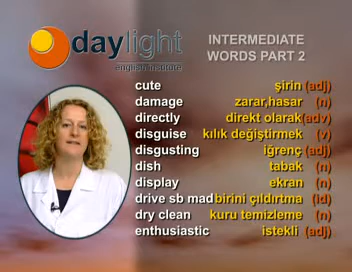 daylight
english institute
INTERMEDIATE
WORDS PART 2
cute şirin (adj)
damage zarar,hasar (n)
directly direkt olarak(adv)
disguise kılık değiştirmek (v)
disgusting iğrenç (adj)
dish tabak (n)
display ekran (n)
drive sb mad birini çıldırtma (id)
dry clean kuru temizleme (n)
enthusiastic istekli (adj)